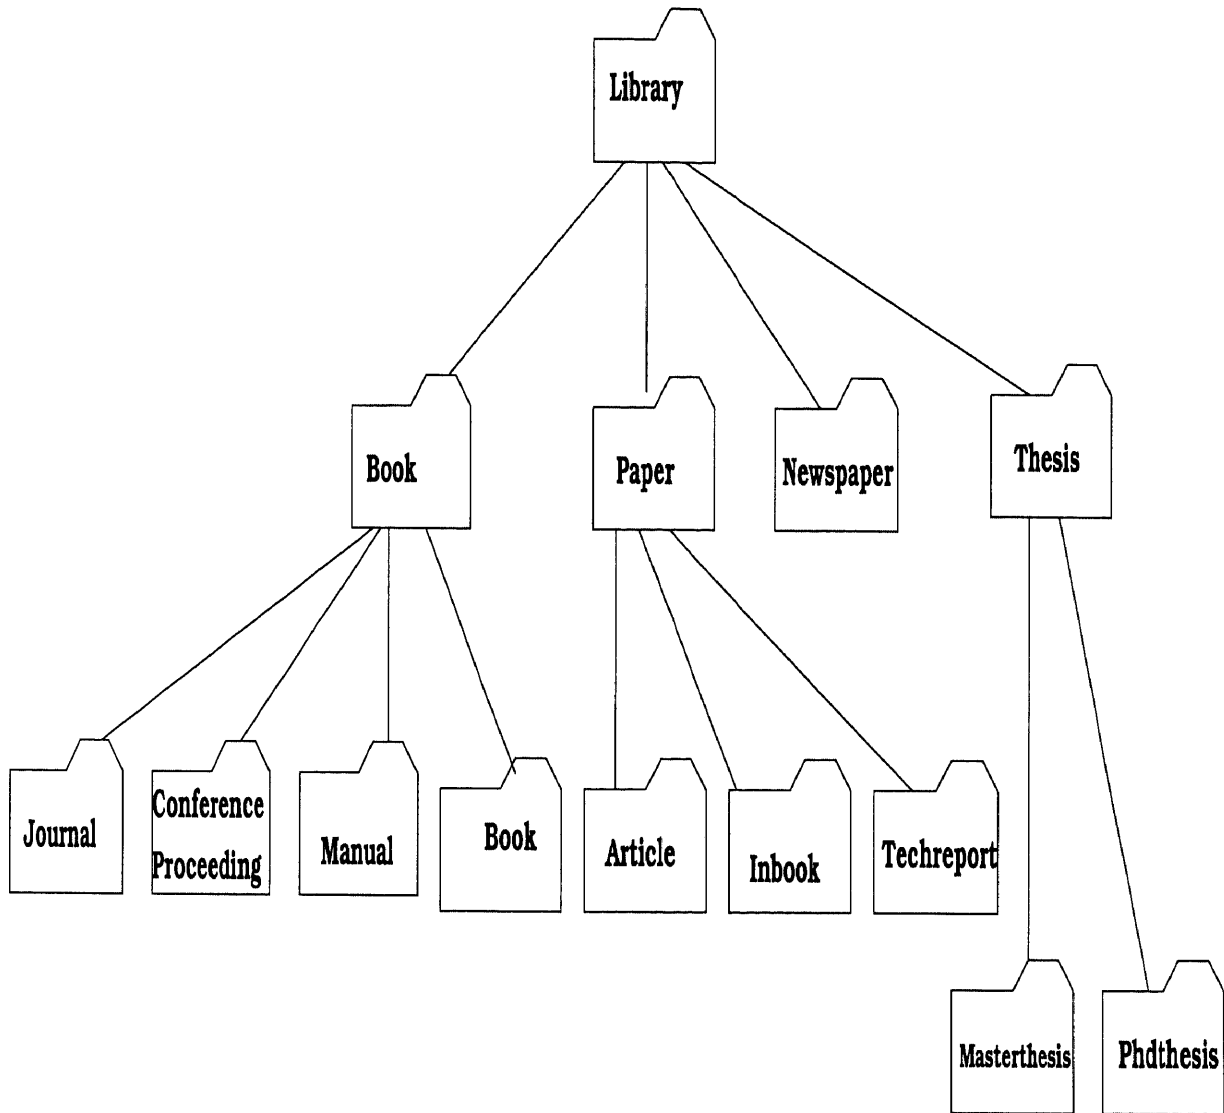 Library
Book
Paper
Newspaper
Thesis
Journal
Conference
Proceeding
Manual
Book
Article
Inbook
Techreport
Masterthesis
Phdthesis